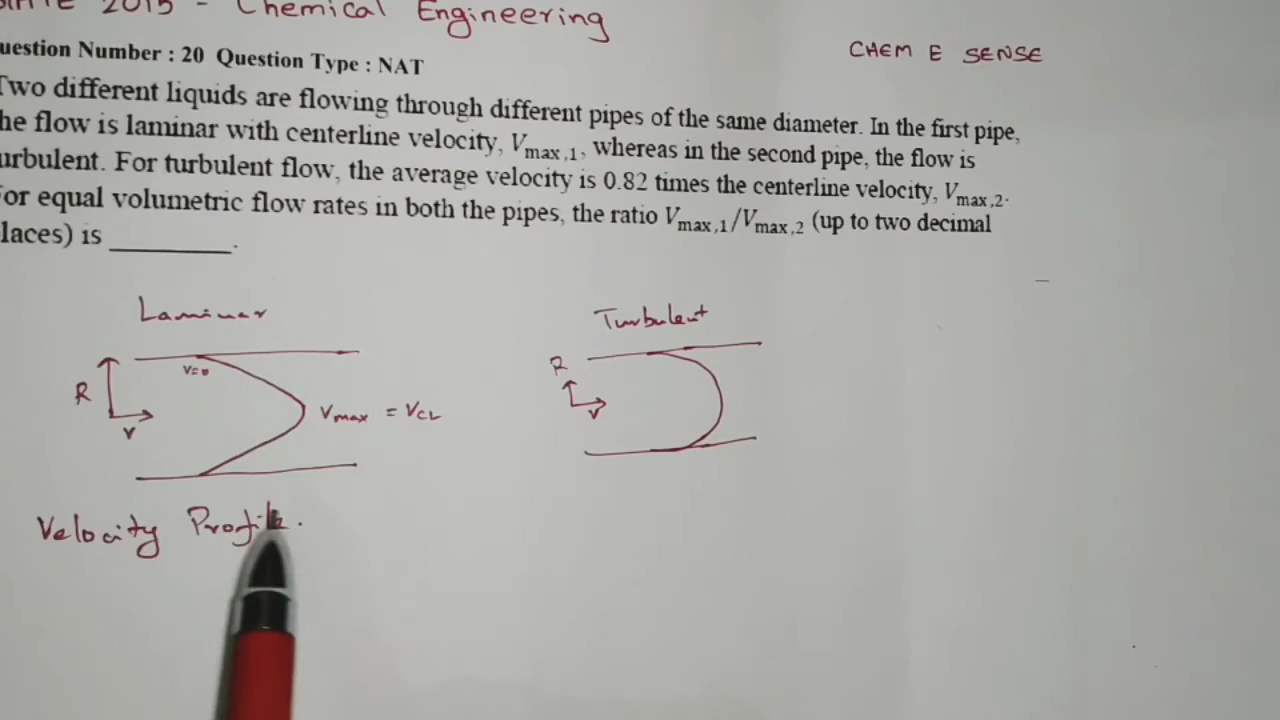 2015 - Chemical Engineering
CHEM E SENSE
uestion Number : 20 Question Type : NAT
Two different liquids are flowing through different pipes of the same diameter. In the first pipe,
he flow is laminar with centerline velocity, Vmax,1, whereas in the second pipe, the flow is
urbulent. For turbulent flow, the average velocity is 0.82 times the centerline velocity, Vmax,2.
or equal volumetric flow rates in both the pipes, the ratio Vmax,1/Vmax,2 (up to two decimal
laces) is ________.
Laminar
Turbulent
V=0
R
Vmax = VCL
r
R
r
Velocity Profile.